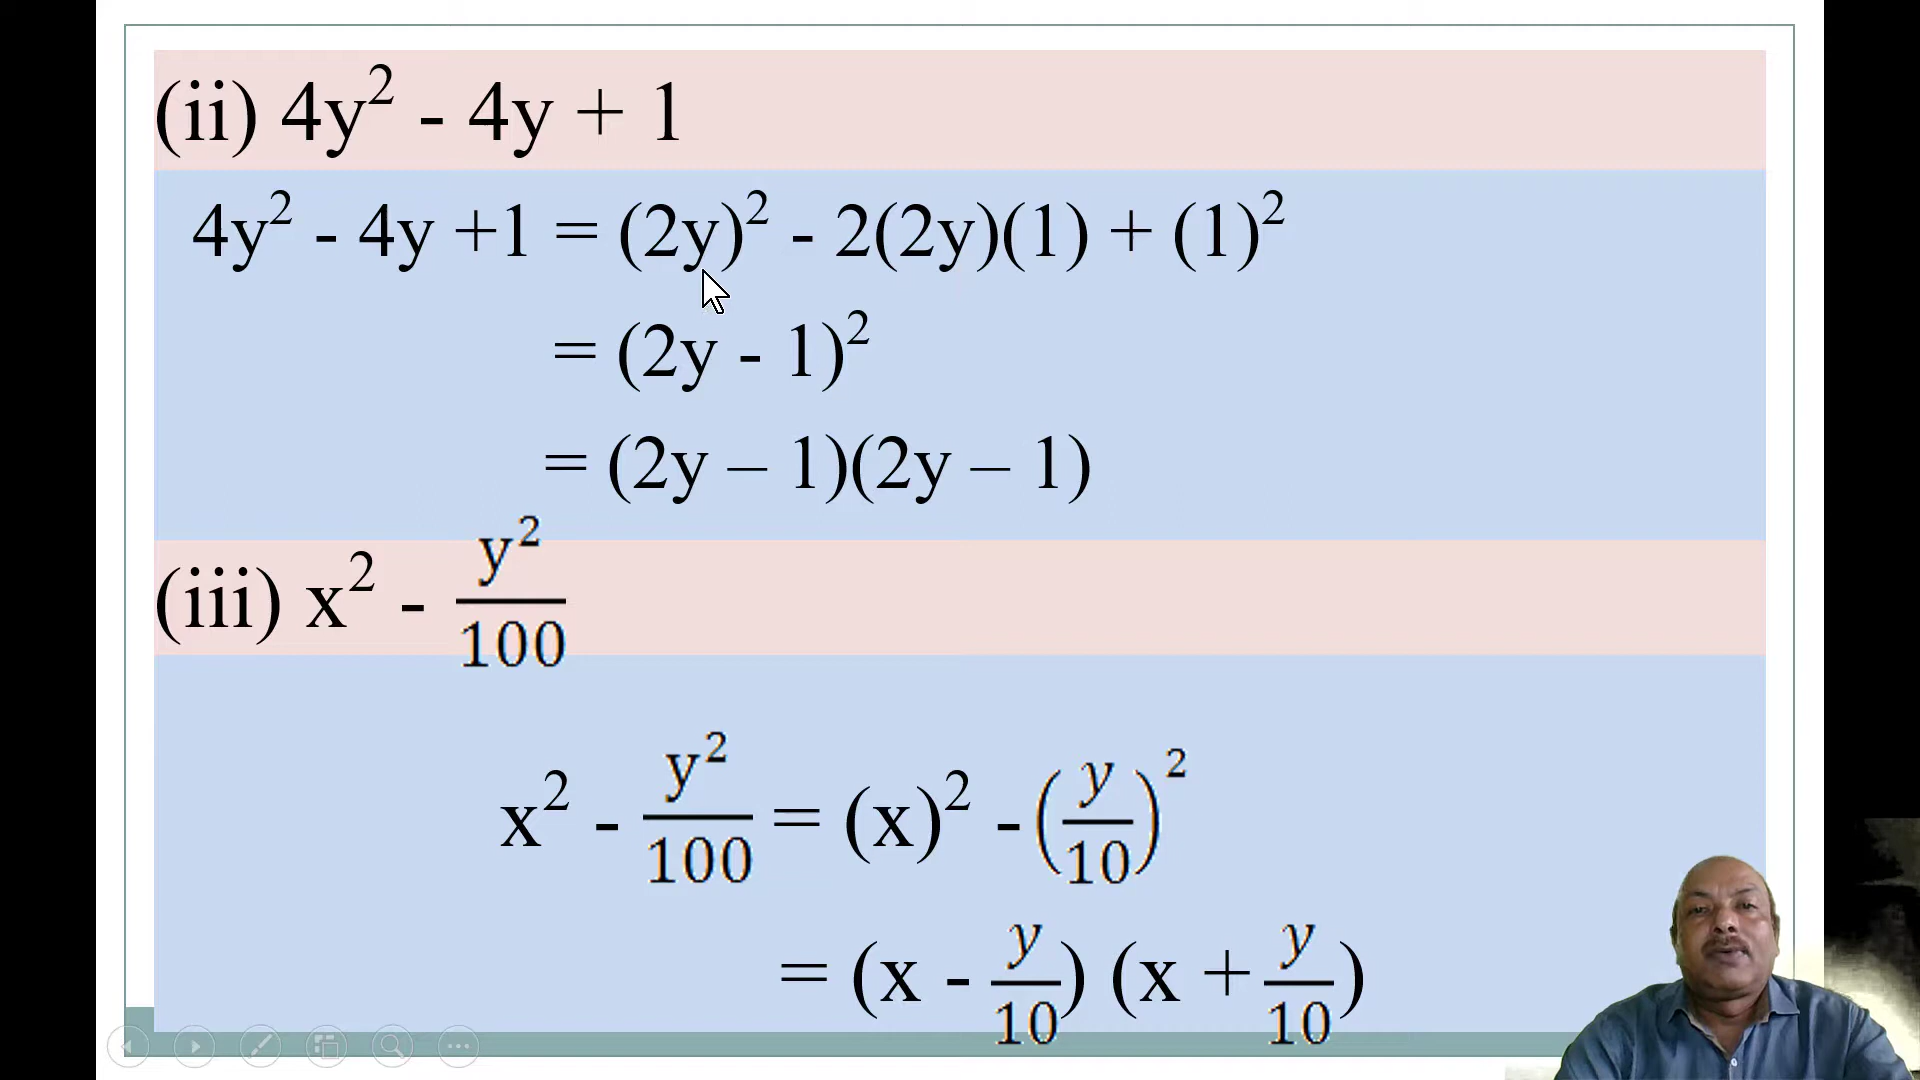 (ii) 4y² - 4y + 1
4y² - 4y +1 = (2y)² - 2(2y)(1) + (1)²
= (2y - 1)²
= (2y – 1)(2y – 1)
(iii) x² - y²/100
x² - y²/100 = (x)² - (y/10)²
= (x - y/10) (x + y/10)